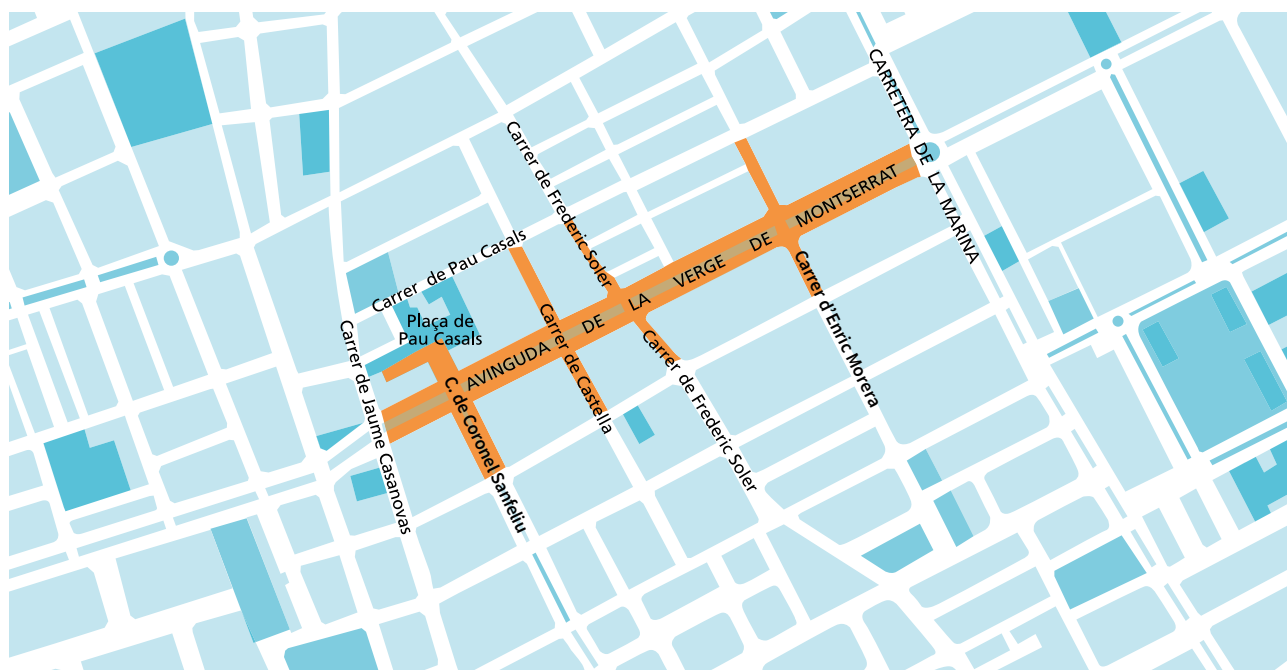 CARRETERA DE LA MARINA
Carrer de Frederic Soler
AVINGUDA DE LA VERGE DE MONTSERRAT
Carrer de Pau Casals
Plaça de
Pau Casals
Carrer d'Enric Morera
Carrer de Castella
Carrer de Frederic Soler
Carrer de Jaume Casanovas
C. de Coronel Sanfeliu